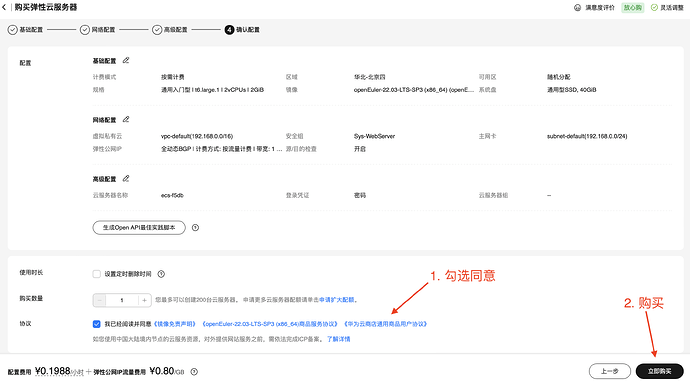 购买弹性云服务器 满意度评价 放心购 灵活调整
基础配置 网络配置 高级配置 4 确认配置
配置 基础配置
计费模式 按需计费 区域 华北-北京四 可用区 随机分配
规格 通用入门型 | t6.large.1 | 2vCPUs | 2GiB 镜像 openEuler-22.03-LTS-SP3 (x86_64) (openE... 系统盘 通用型SSD, 40GiB
网络配置
虚拟私有云 vpc-default(192.168.0.0/16) 安全组 Sys-WebServer 主网卡 subnet-default(192.168.0.0/24)
弹性公网IP 全动态BGP | 计费方式: 按流量计费 | 带宽: 1 ... 源/目的检查 开启
高级配置
云服务器名称 ecs-f5db 登录凭证 密码 云服务器组 --
生成Open API最佳实践脚本
使用时长 设置定时删除时间
1. 勾选同意
购买数量 − 1 + 您最多可以创建200台云服务器。申请更多云服务器配额请单击申请扩大配额。
2. 购买
协议 我已经阅读并同意《镜像免责声明》 《openEuler-22.03-LTS-SP3 (x86_64)商品服务协议》 《华为云商店通用商品用户协议》
如您使用中国大陆境内节点的云服务资源，对外提供网站服务之前，需依法完成ICP备案。 了解详情
配置费用 ¥0.1988/小时 + 弹性公网IP流量费用 ¥0.80/GB 上一步 立即购买